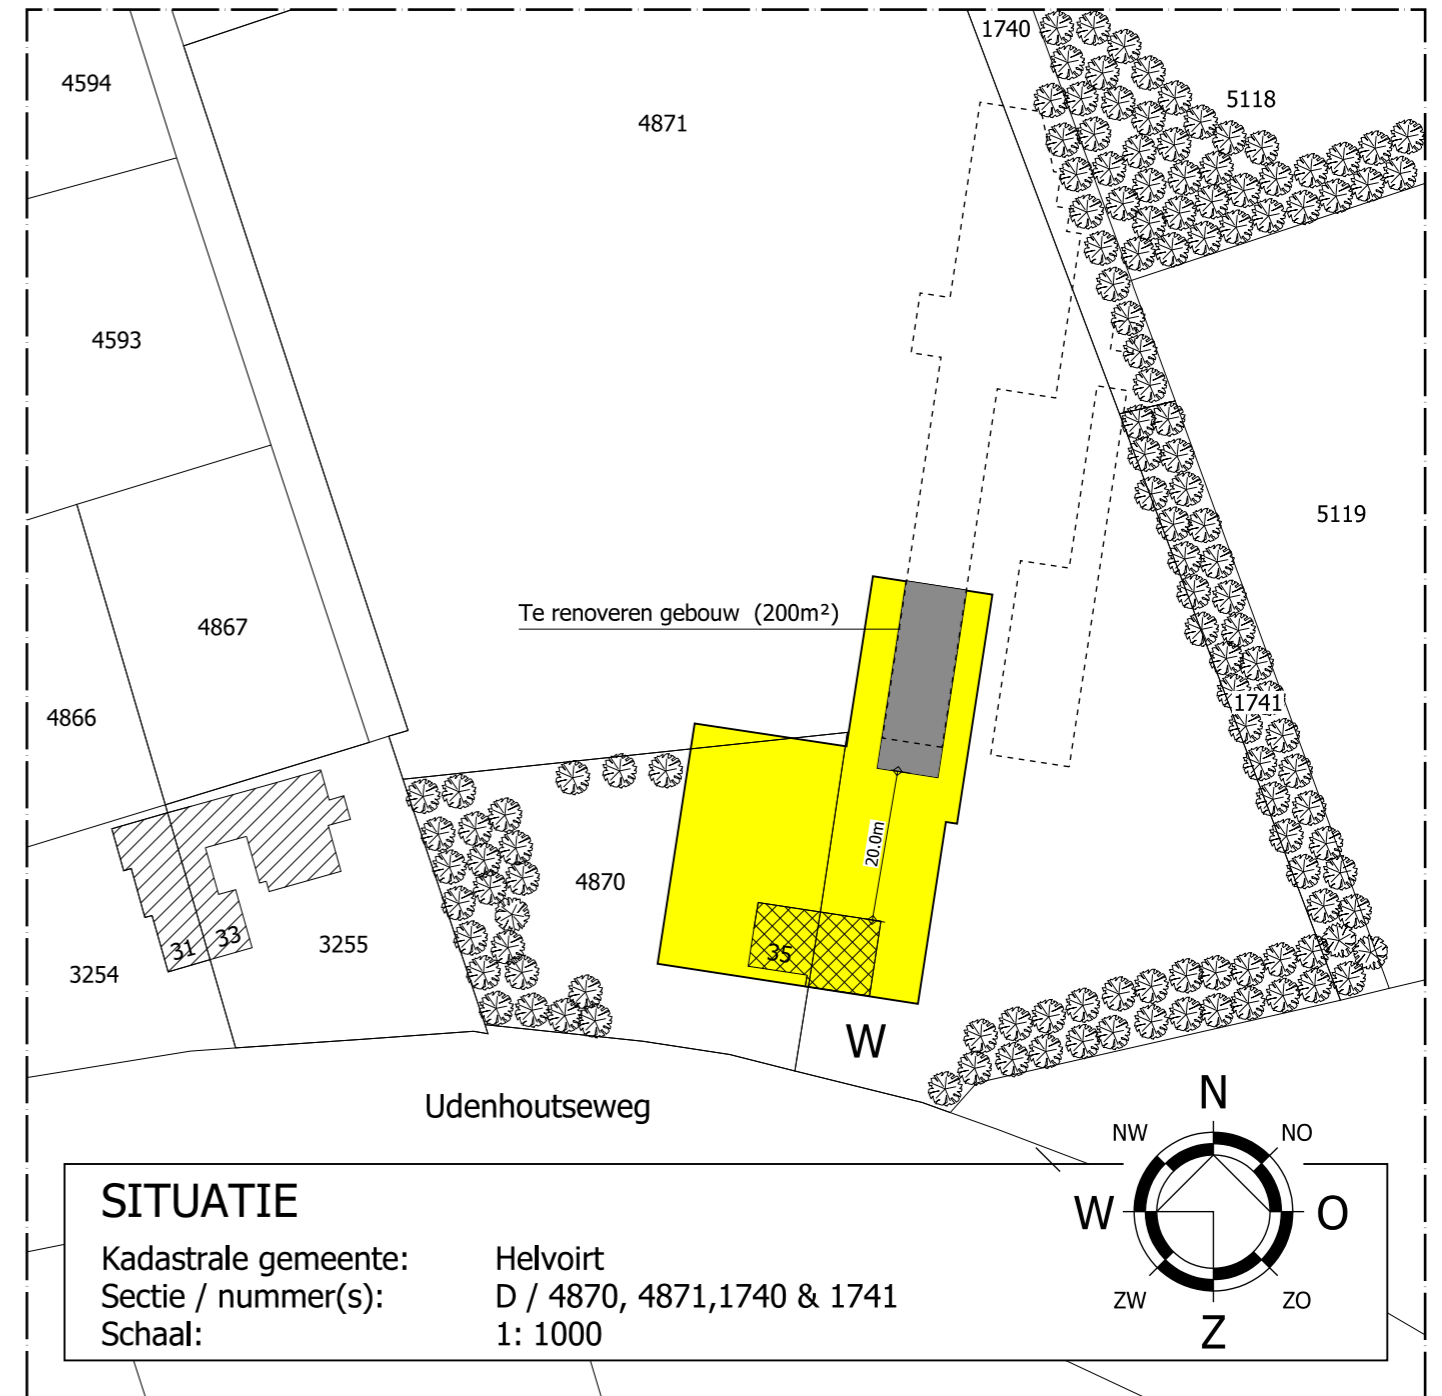 1740
4594
5118
4871
4593
5119
Te renoveren gebouw (200m²)
4867
1741
4866
20.0m
4870
31 33
3255
35
3254
W
Udenhoutseweg
N
NW NO
W O
ZW ZO
Z
SITUATIE
Kadastrale gemeente: Helvoirt
Sectie / nummer(s): D / 4870, 4871,1740 & 1741
Schaal: 1: 1000